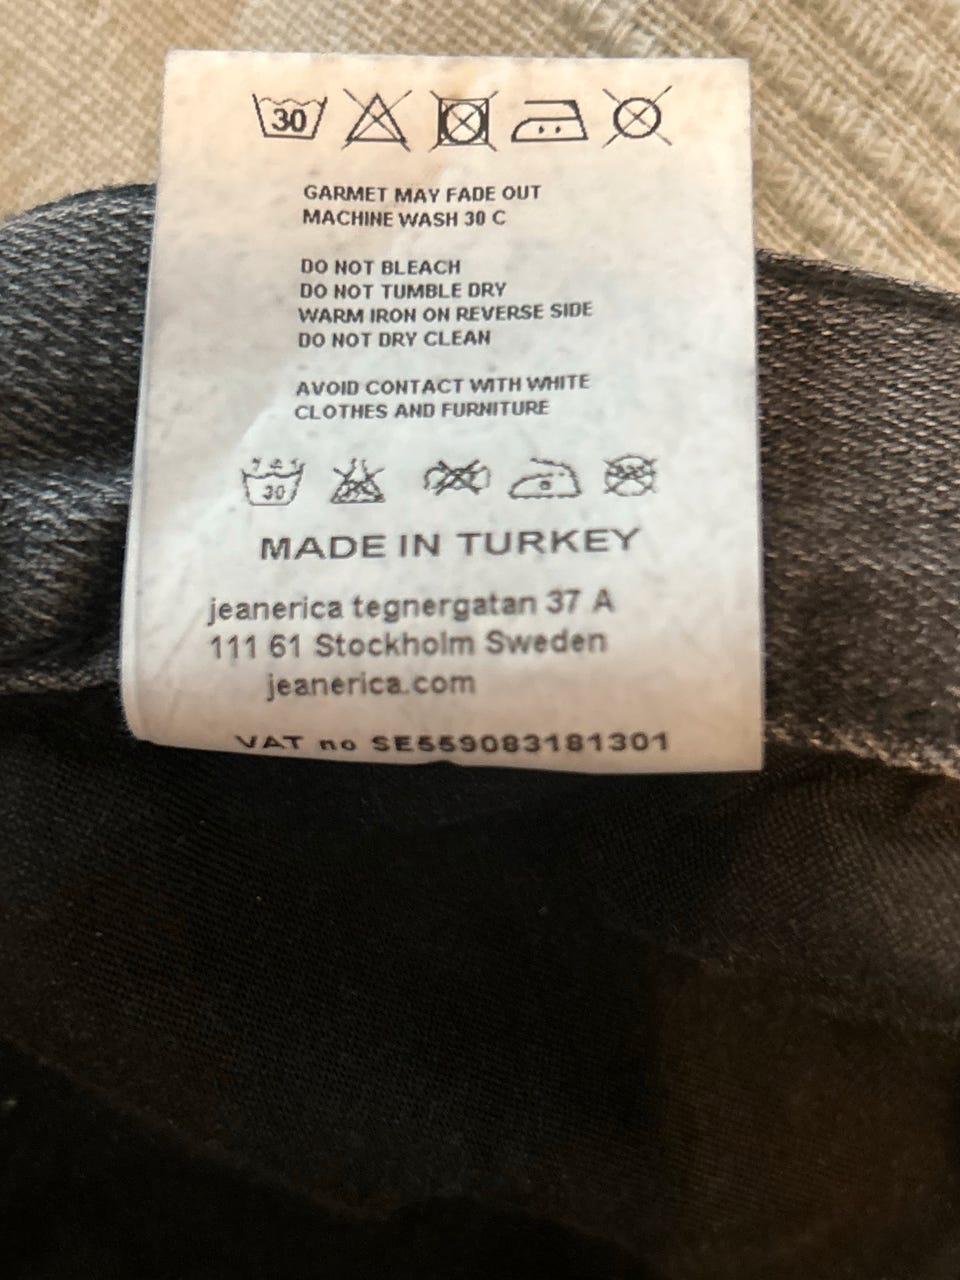 30
GARMET MAY FADE OUT
MACHINE WASH 30 C
DO NOT BLEACH
DO NOT TUMBLE DRY
WARM IRON ON REVERSE SIDE
DO NOT DRY CLEAN
AVOID CONTACT WITH WHITE
CLOTHES AND FURNITURE
30
MADE IN TURKEY
jeanerica tegnergatan 37 A
111 61 Stockholm Sweden
jeanerica.com
VAT no SE559083181301